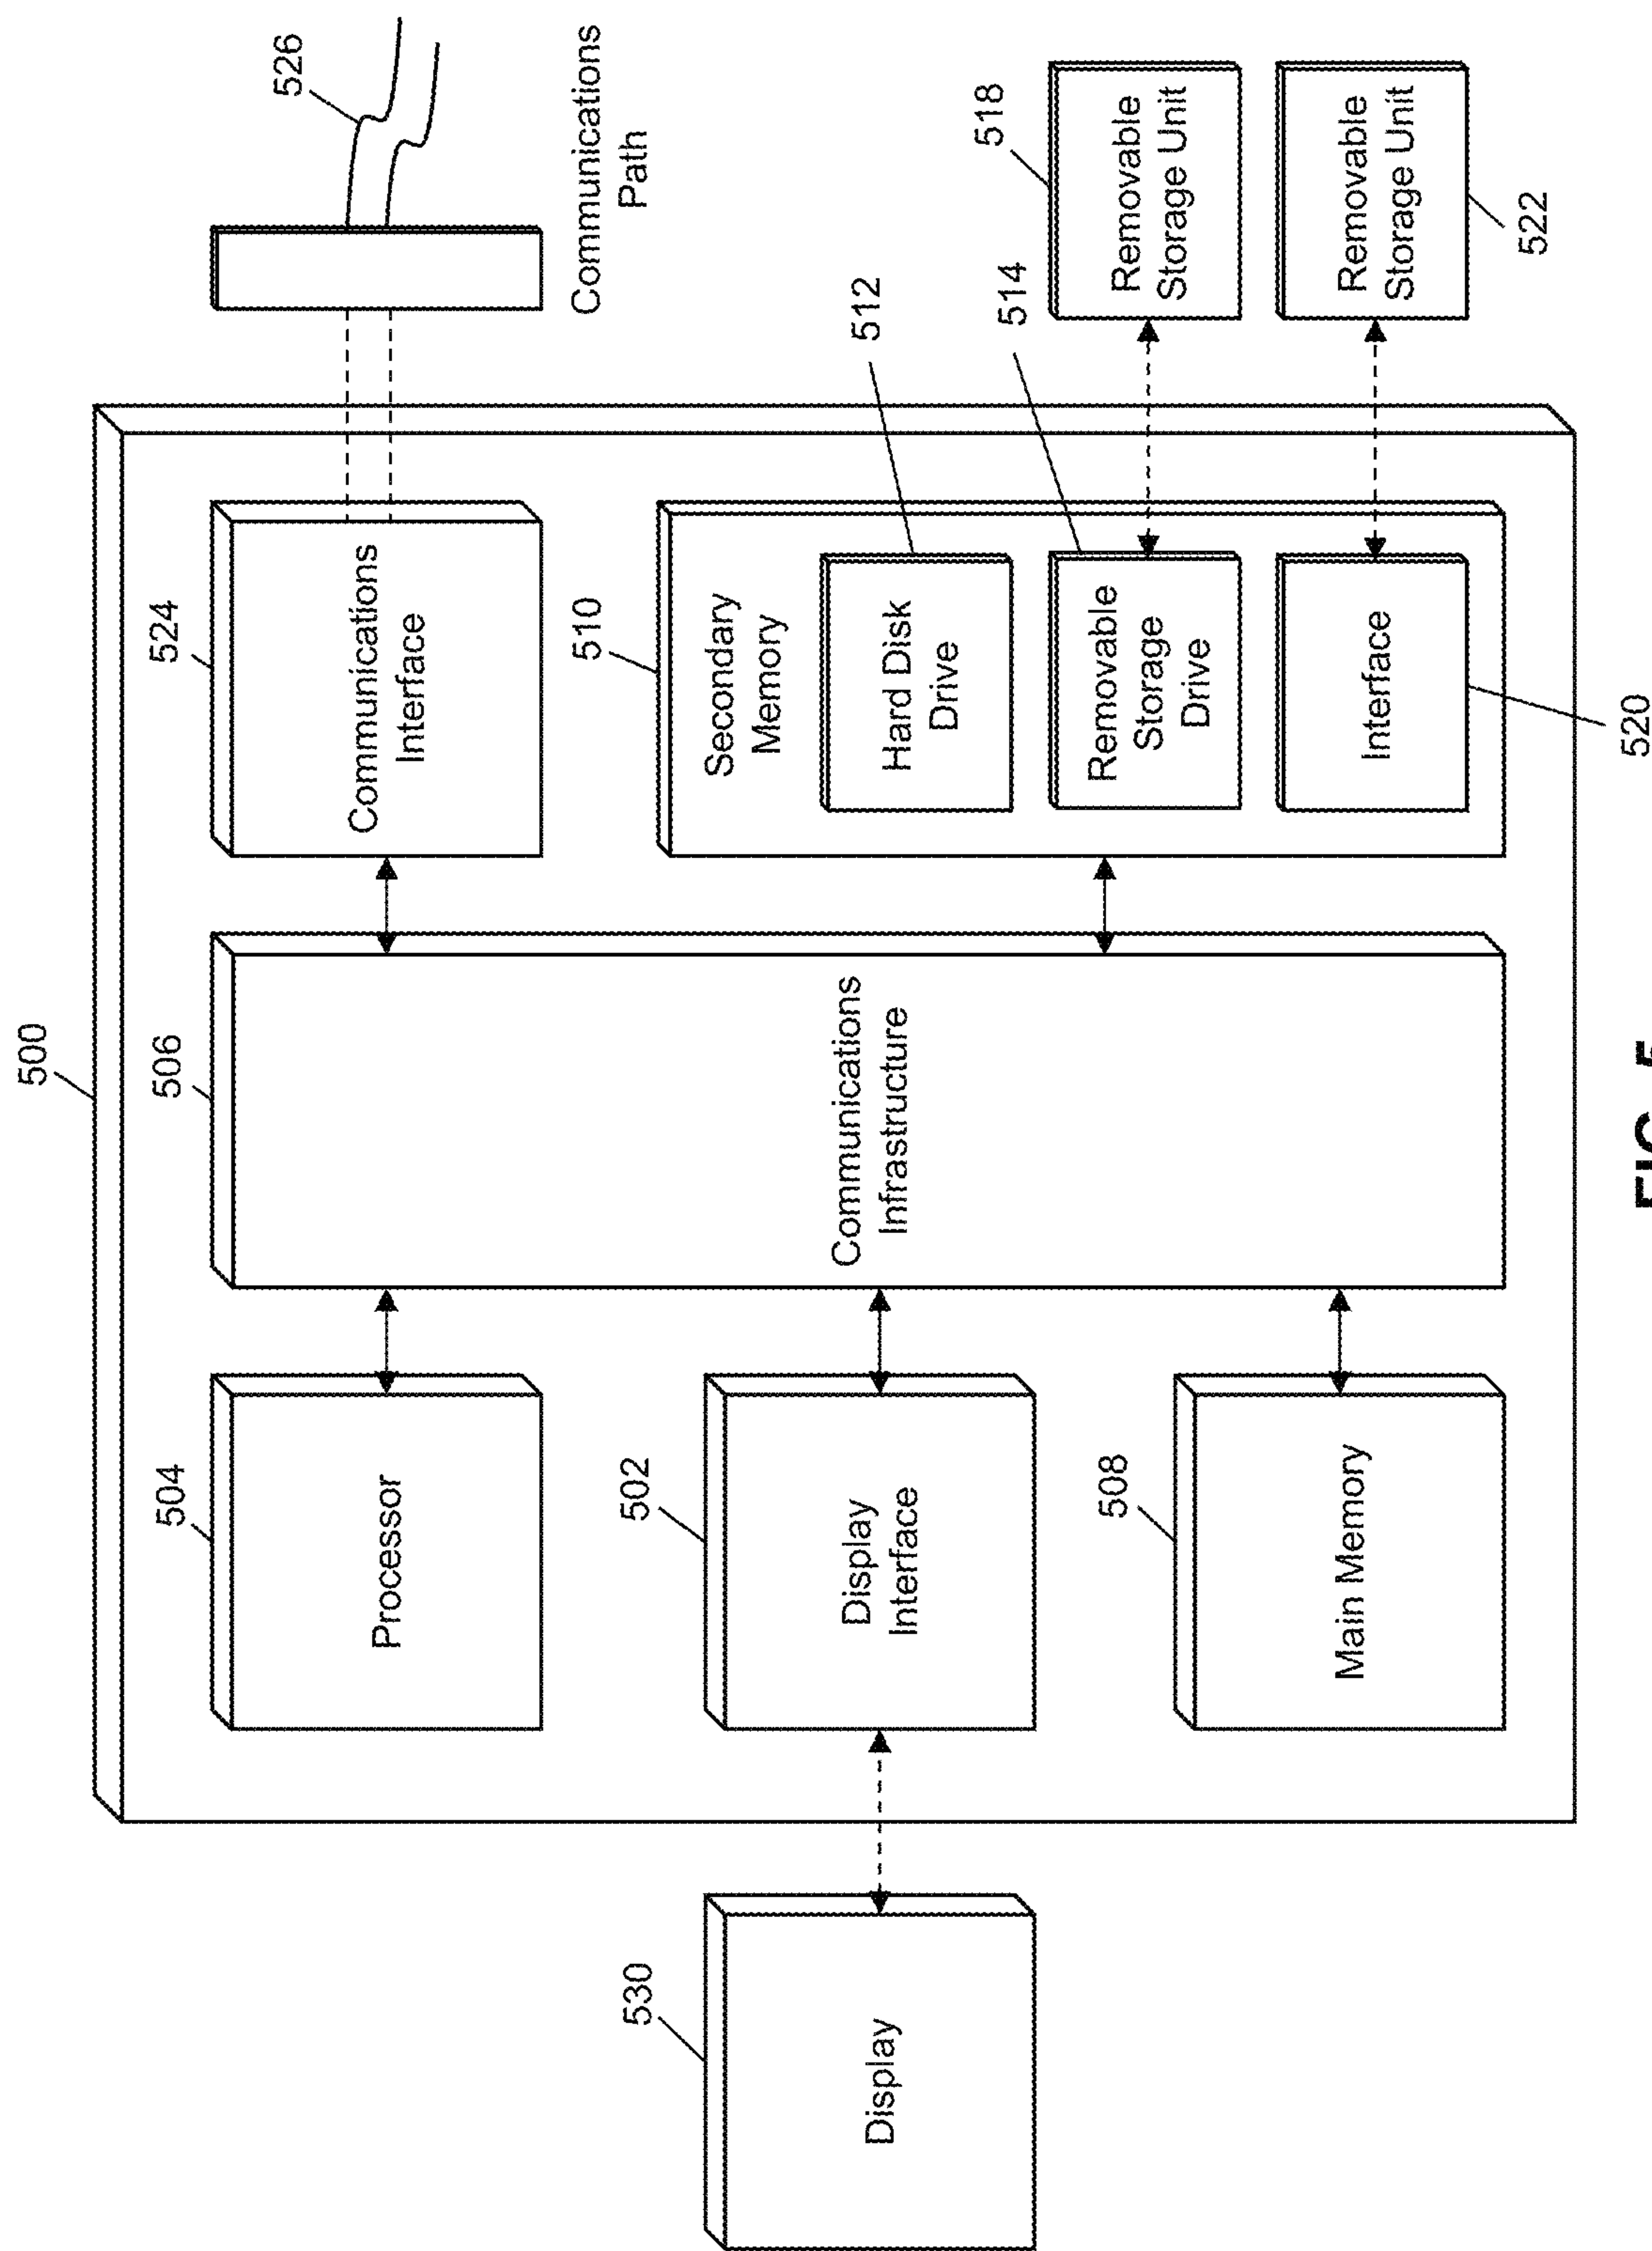 500
506
504
Processor
502
Display
Interface
508
Main Memory
530
Display
Communications
Infrastructure
524
Communications
Interface
526
Communications
Path
510
Secondary
Memory
512
Hard Disk
Drive
514
Removable
Storage
Drive
Interface
520
518
Removable
Storage Unit
Removable
Storage Unit
522
FIG. 5